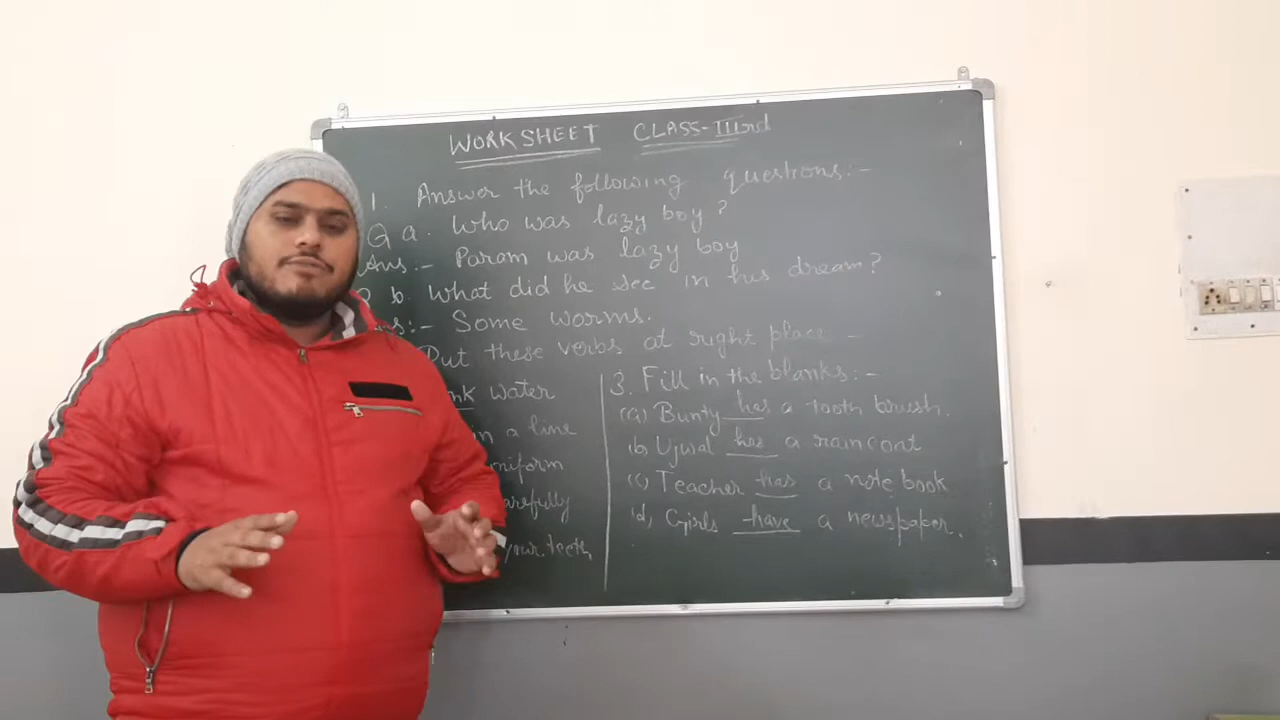 WORKSHEET CLASS-IIIrd
1. Answer the following questions:-
Q a. Who was lazy boy?
Ans.- Param was lazy boy
b. What did he see in his dream?
:- Some worms.
Put these verbs at right place -
water
in a line
your teeth,
3. Fill in the blanks:-
(a) Bunty has a tooth brush.
(b) Ujwal has a raincoat
(c) Teacher has a note book
(d) Girls have a newspaper.